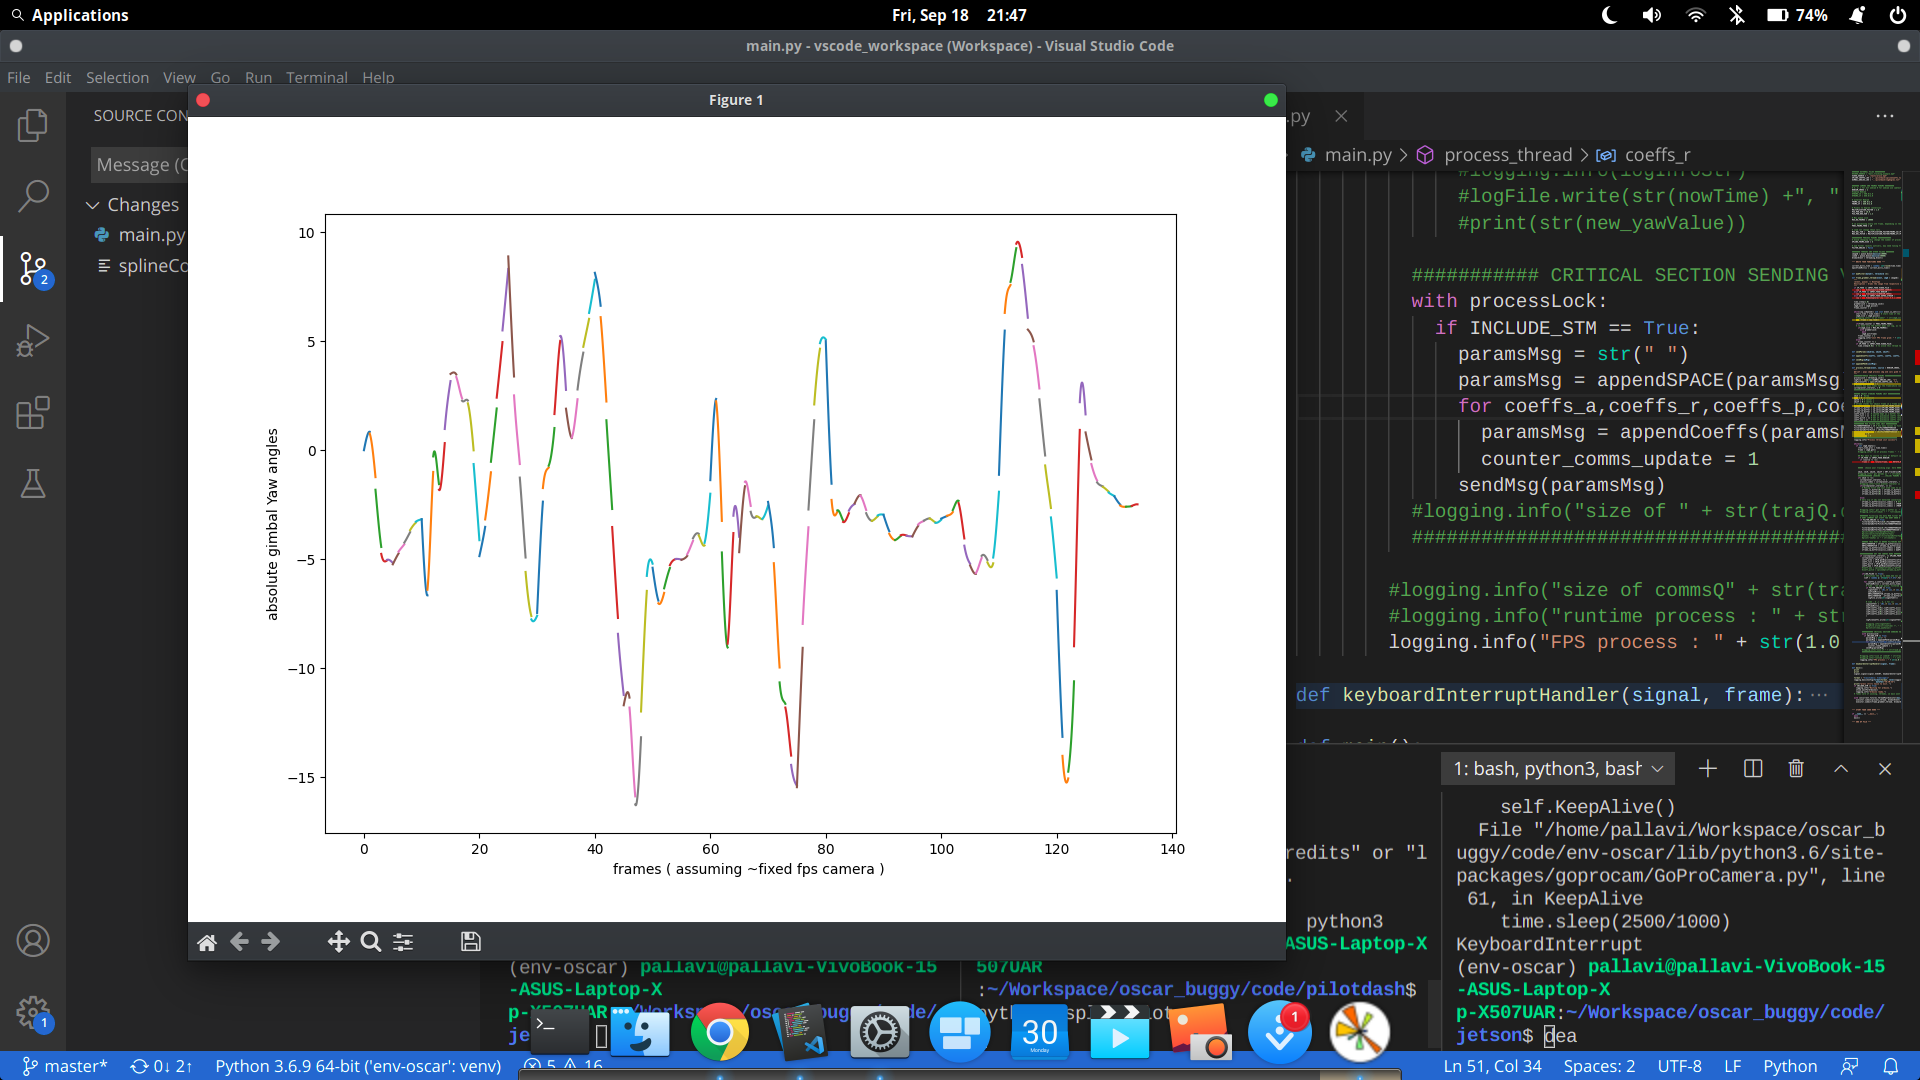 Applications
Fri, Sep 18 21:47
74%
main.py - vscode_workspace (Workspace) - Visual Studio Code
File Edit Selection View Go Run Terminal Help
SOURCE CON
Message (C
Changes
main.py
splineCo
2
1
Figure 1
10
5
0
−5
−10
−15
absolute gimbal Yaw angles
0 20 40 60 80 100 120 140
frames ( assuming ~fixed fps camera )
.py
main.py > process_thread > coeffs_r
#logFile.write(str(nowTime) +", "
#print(str(new_yawValue))
########### CRITICAL SECTION SENDING
with processLock:
if INCLUDE_STM == True:
paramsMsg = str(" ")
paramsMsg = appendSPACE(paramsMsg
for coeffs_a,coeffs_r,coeffs_p,coe
paramsMsg = appendCoeffs(params
counter_comms_update = 1
sendMsg(paramsMsg)
#logging.info("size of " + str(trajQ.
#####################################
#logging.info("size of commsQ" + str(tra
#logging.info("runtime process : " + str
logging.info("FPS process : " + str(1.0
def keyboardInterruptHandler(signal, frame):
1: bash, python3, bash
redits" or "l
.
python3
ASUS-Laptop-X
507UAR
:~/Workspace/oscar_buggy/code/pilotdash$
(env-oscar) pallavi@pallavi-VivoBook-15
-ASUS-Laptop-X
self.KeepAlive()
File "/home/pallavi/Workspace/oscar_b
uggy/code/env-oscar/lib/python3.6/site-
packages/goprocam/GoProCamera.py", line
61, in KeepAlive
time.sleep(2500/1000)
KeyboardInterrupt
(env-oscar) pallavi@pallavi-VivoBook-15
-ASUS-Laptop-X
p-X507UAR:~/Workspace/oscar_buggy/code/
jetson$ dea
30
Monday
1
master* 0↓ 2↑ Python 3.6.9 64-bit ('env-oscar': venv) 5 16
Ln 51, Col 34 Spaces: 2 UTF-8 LF Python